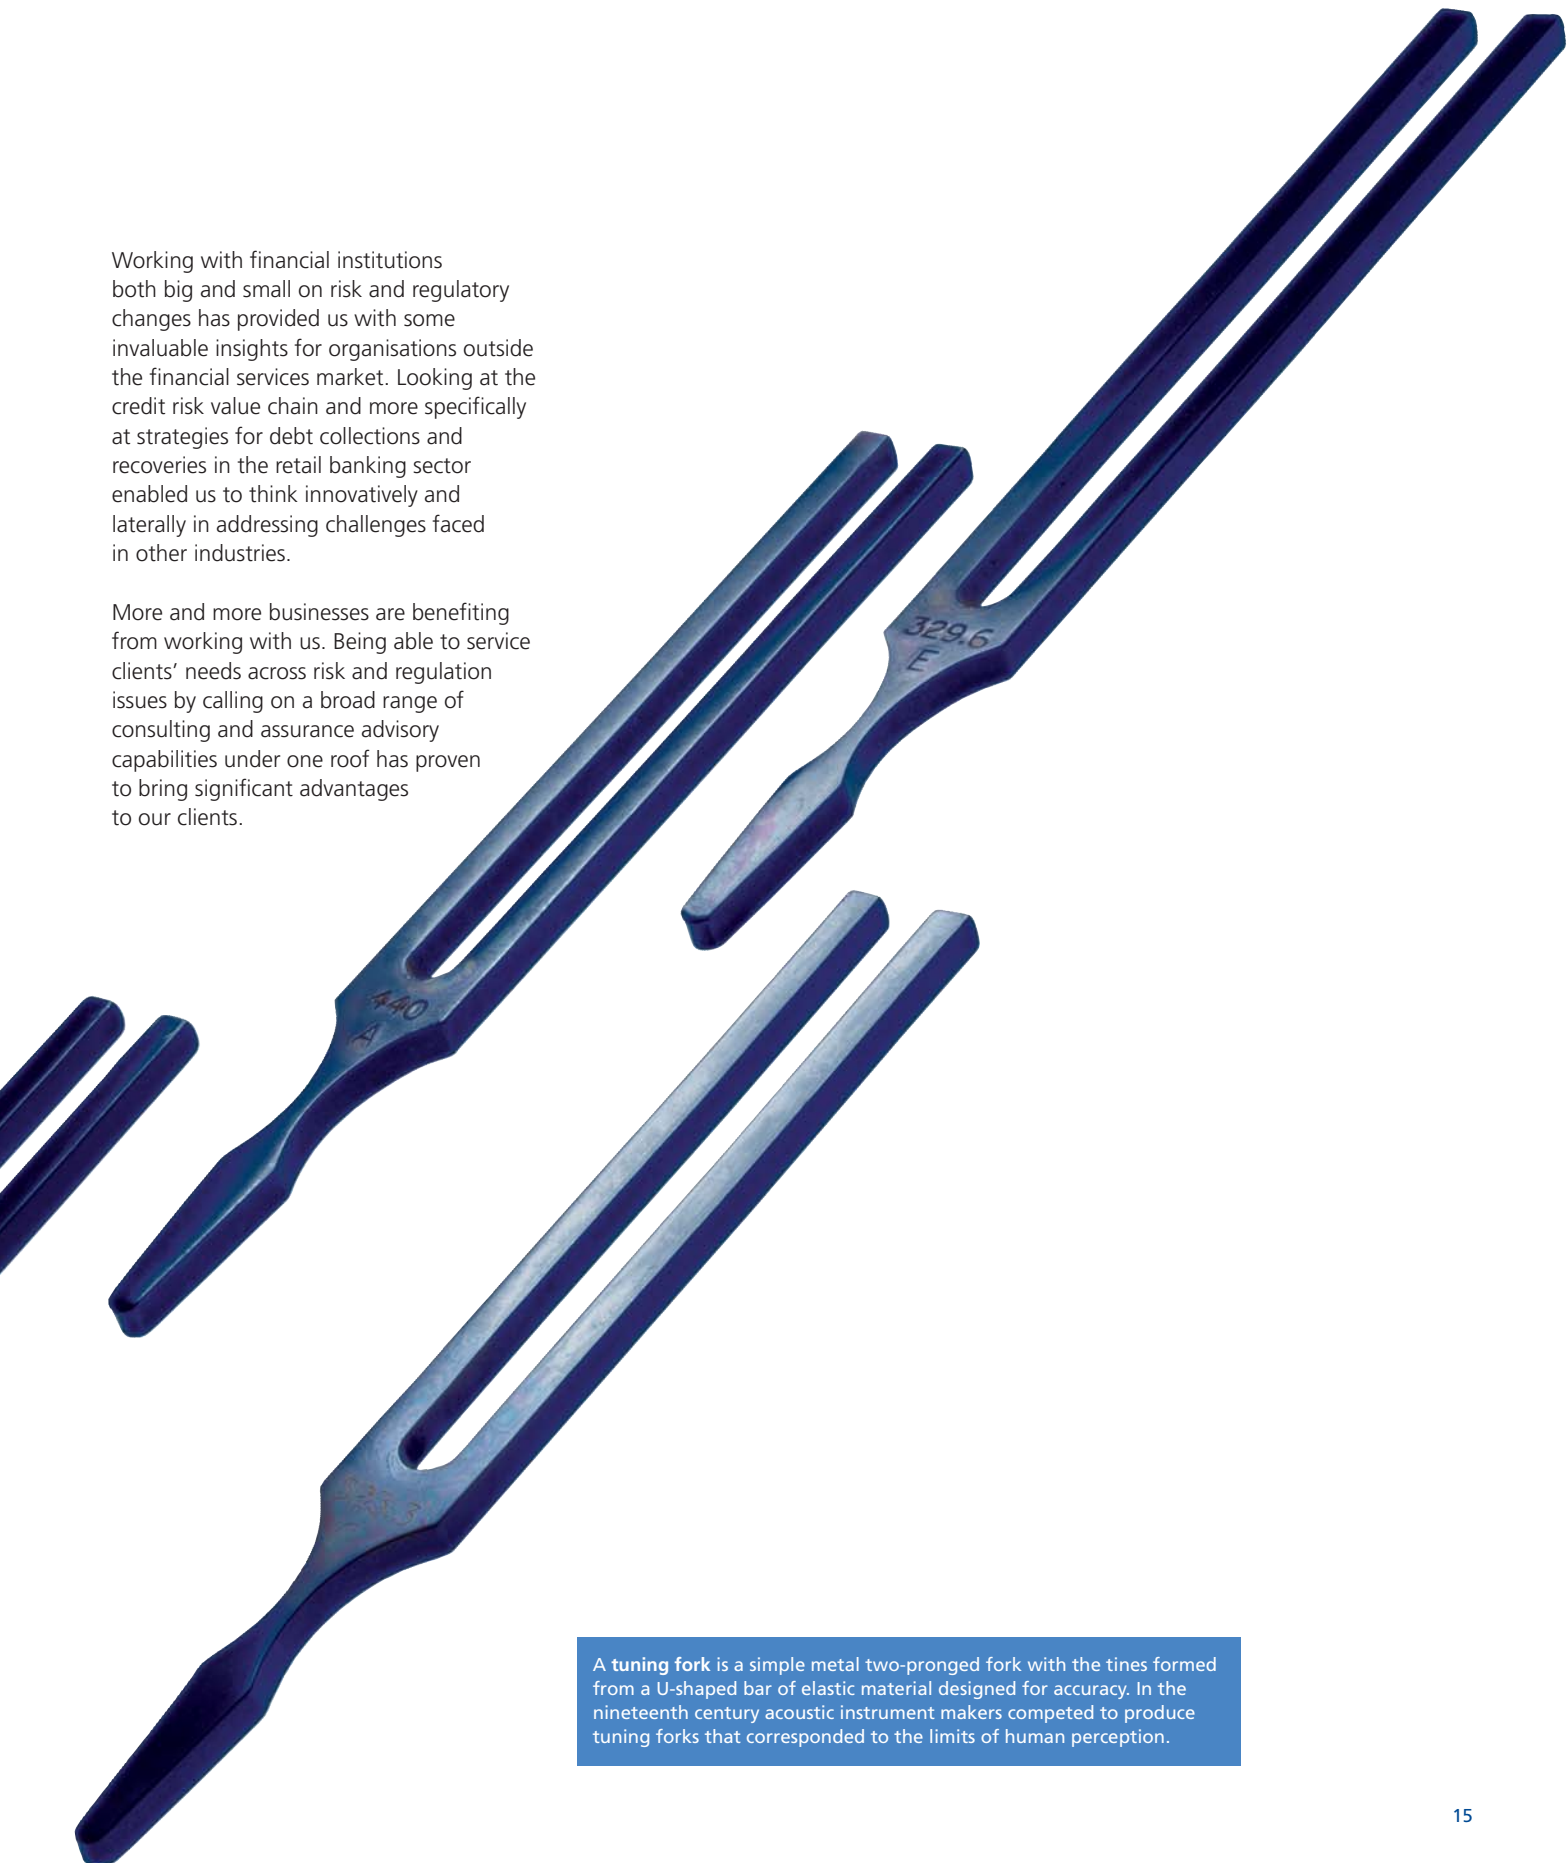 Working with financial institutions
both big and small on risk and regulatory
changes has provided us with some
invaluable insights for organisations outside
the financial services market. Looking at the
credit risk value chain and more specifically
at strategies for debt collections and
recoveries in the retail banking sector
enabled us to think innovatively and
laterally in addressing challenges faced
in other industries.
More and more businesses are benefiting
from working with us. Being able to service
clients’ needs across risk and regulation
issues by calling on a broad range of
consulting and assurance advisory
capabilities under one roof has proven
to bring significant advantages
to our clients.
329.6
E
440
A
A tuning fork is a simple metal two-pronged fork with the tines formed
from a U-shaped bar of elastic material designed for accuracy. In the
nineteenth century acoustic instrument makers competed to produce
tuning forks that corresponded to the limits of human perception.
15